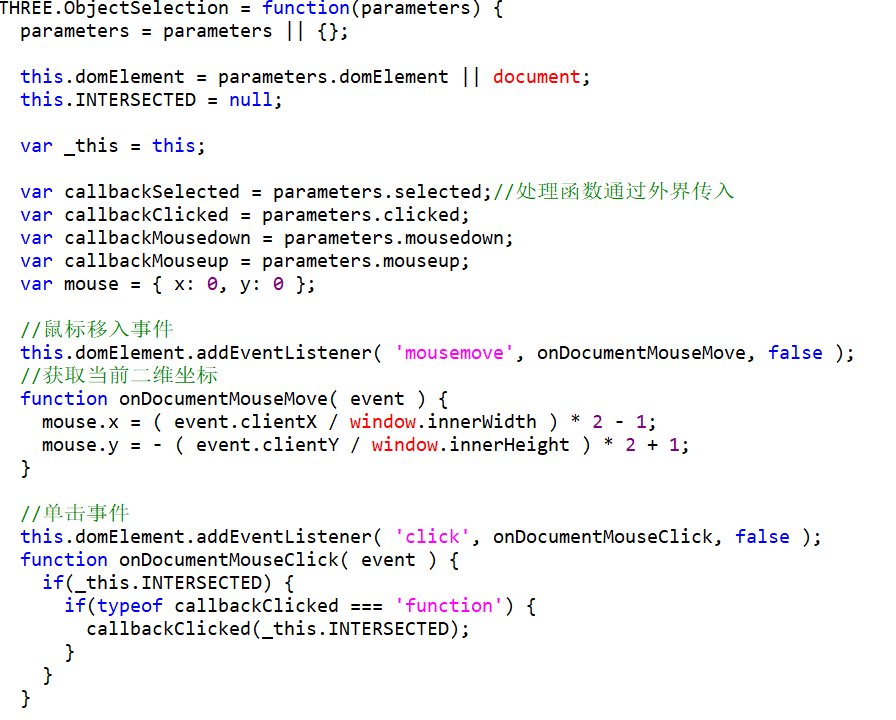 THREE.ObjectSelection = function(parameters) {
  parameters = parameters || {};

  this.domElement = parameters.domElement || document;
  this.INTERSECTED = null;

  var _this = this;

  var callbackSelected = parameters.selected;//处理函数通过外界传入
  var callbackClicked = parameters.clicked;
  var callbackMousedown = parameters.mousedown;
  var callbackMouseup = parameters.mouseup;
  var mouse = { x: 0, y: 0 };

  //鼠标移入事件
  this.domElement.addEventListener( 'mousemove', onDocumentMouseMove, false );
  //获取当前二维坐标
  function onDocumentMouseMove( event ) {
    mouse.x = ( event.clientX / window.innerWidth ) * 2 - 1;
    mouse.y = - ( event.clientY / window.innerHeight ) * 2 + 1;
  }

  //单击事件
  this.domElement.addEventListener( 'click', onDocumentMouseClick, false );
  function onDocumentMouseClick( event ) {
    if(_this.INTERSECTED) {
      if(typeof callbackClicked === 'function') {
        callbackClicked(_this.INTERSECTED);
      }
    }
  }